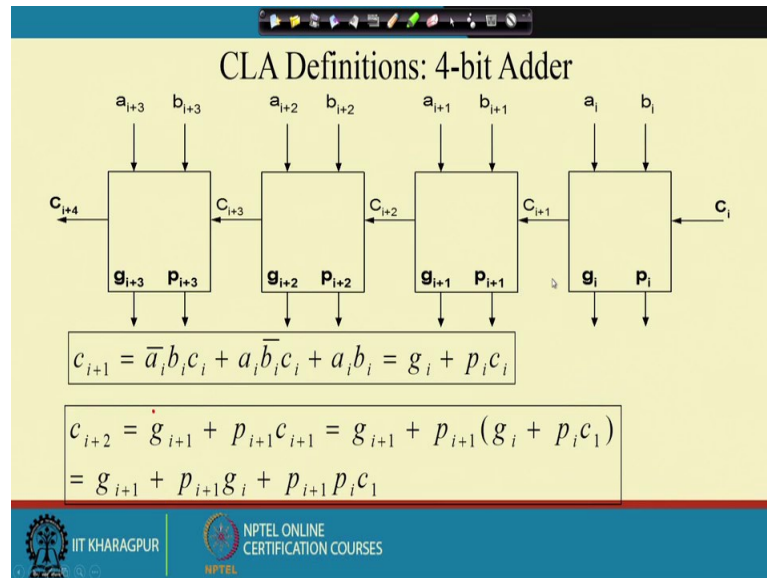 CLA Definitions: 4-bit Adder
a_{i+3} b_{i+3} a_{i+2} b_{i+2} a_{i+1} b_{i+1} a_i b_i
c_{i+4} C_{i+3} C_{i+2} C_{i+1} c_i
g_{i+3} p_{i+3} g_{i+2} p_{i+2} g_{i+1} p_{i+1} g_i p_i
c_{i+1} = \overline{a}_i b_i c_i + a_i \overline{b}_i c_i + a_i b_i = g_i + p_i c_i
c_{i+2} = g_{i+1} + p_{i+1} c_{i+1} = g_{i+1} + p_{i+1}(g_i + p_i c_1)
= g_{i+1} + p_{i+1} g_i + p_{i+1} p_i c_1
IIT KHARAGPUR
NPTEL
NPTEL ONLINE
CERTIFICATION COURSES